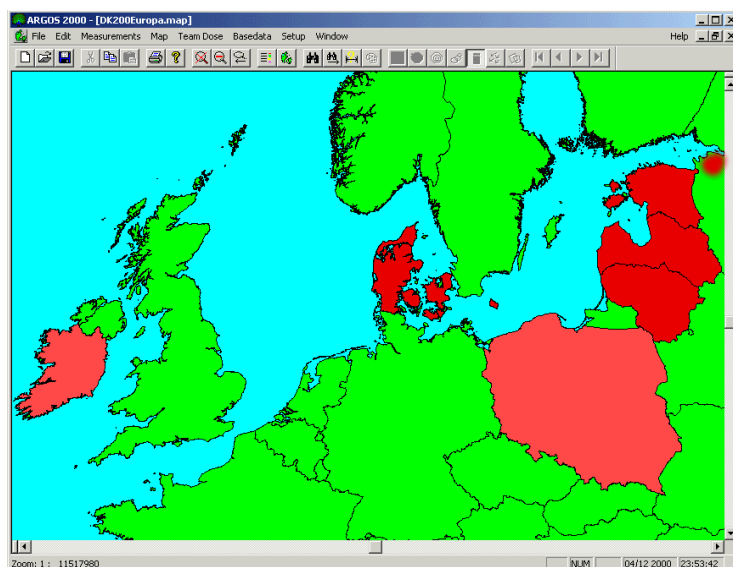 ARGOS 2000 - [DK200Europa.map]
File Edit Measurements Map Team Dose Basedata Setup Window Help
Zoom: 1 : 11517980 NUM 04/12 2000 23:53:42